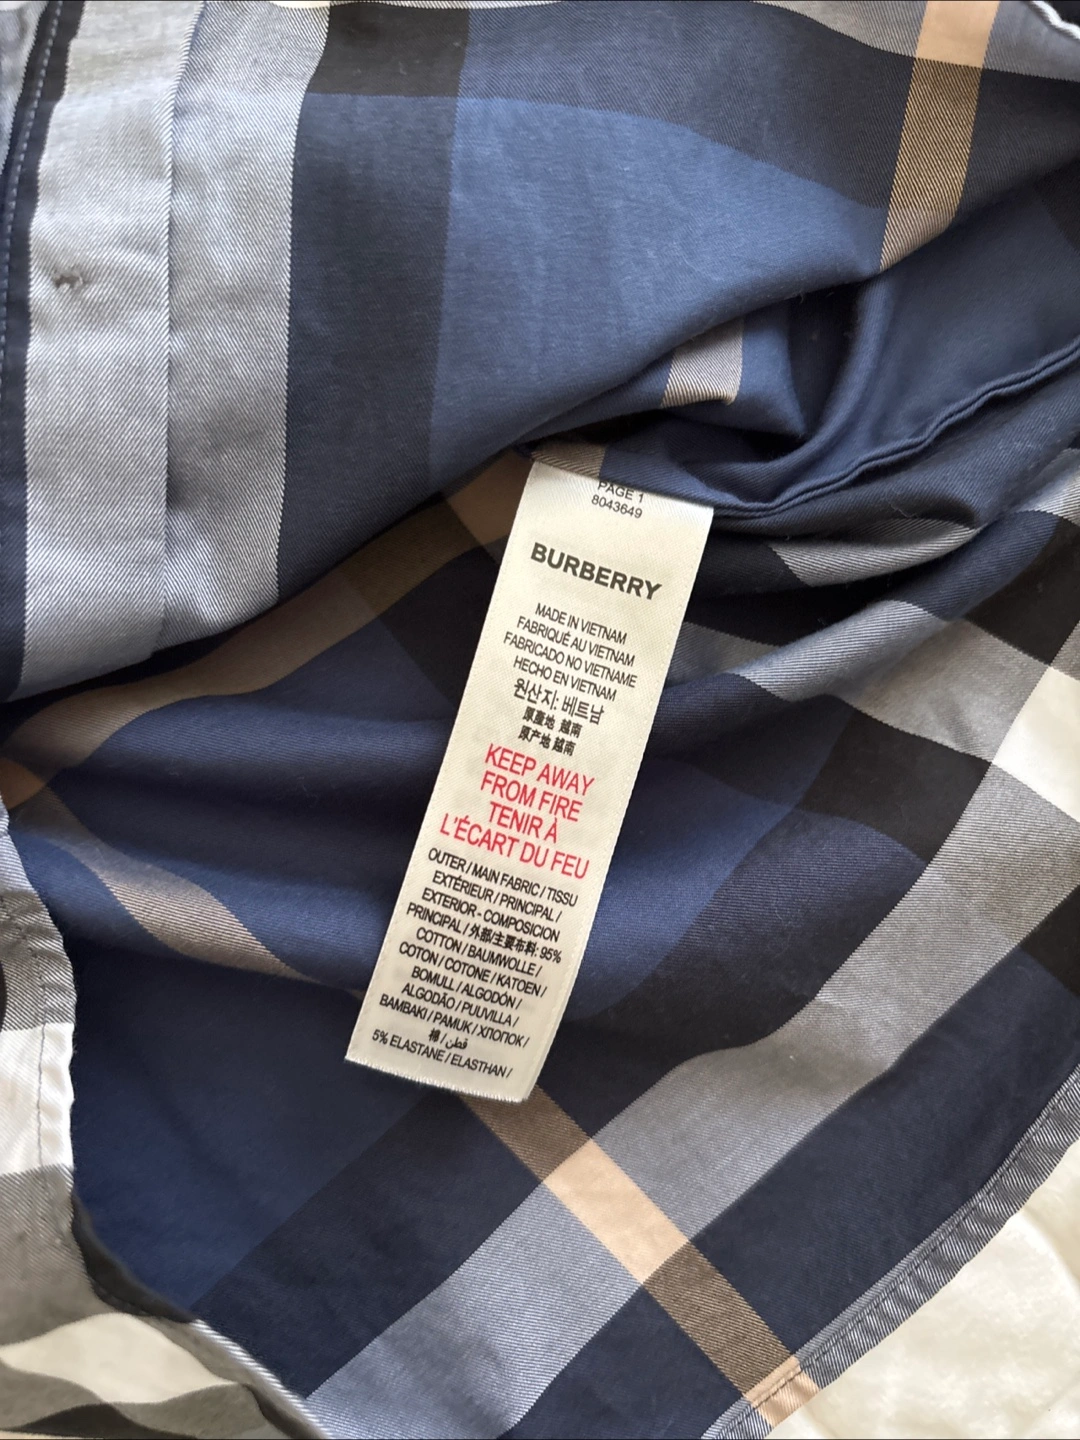 PAGE 1
8043649
BURBERRY
MADE IN VIETNAM
FABRIQUÉ AU VIETNAM
FABRICADO NO VIETNAME
HECHO EN VIETNAM
원산지: 베트남
原產地 越南
原产地 越南
KEEP AWAY
FROM FIRE
TENIR À
L'ÉCART DU FEU
OUTER / MAIN FABRIC / TISSU
EXTÉRIEUR / PRINCIPAL /
EXTERIOR - COMPOSICION
PRINCIPAL / 外部/主要布料: 95%
COTTON / BAUMWOLLE /
COTON / COTONE / KATOEN /
BOMULL / ALGODÓN /
ALGODÃO / PUUVILLA /
BAMBAKI / PAMUK / ХЛОПОК /
棉 / قطن /
5% ELASTANE / ELASTHAN /